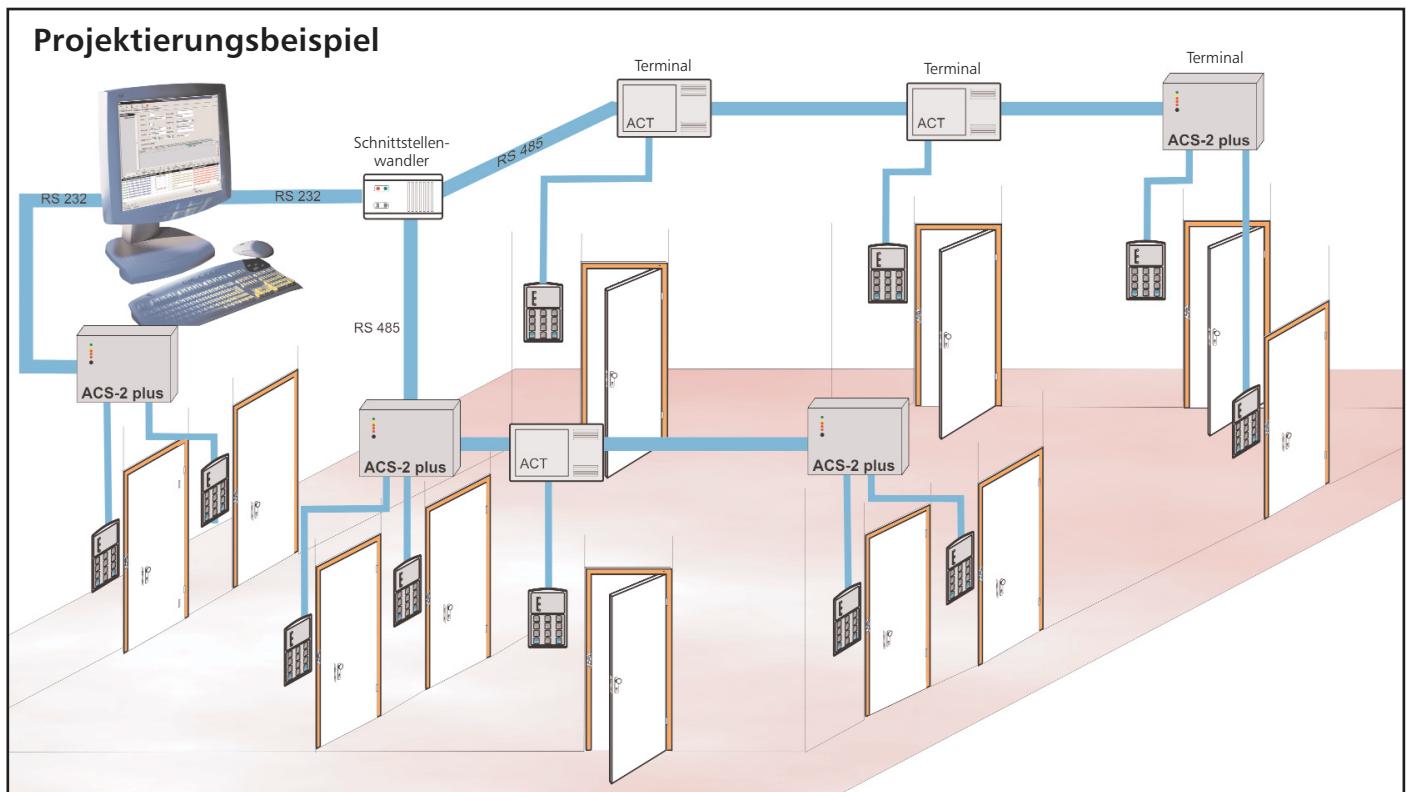 Projektierungsbeispiel
Terminal
Terminal
Terminal
ACT
ACT
ACS-2 plus
Schnittstellen-
wandler
RS 485
RS 232
RS 232
RS 485
ACS-2 plus
ACS-2 plus
ACT
ACS-2 plus
E
E
E
E
E
E
E
E
E
E
E